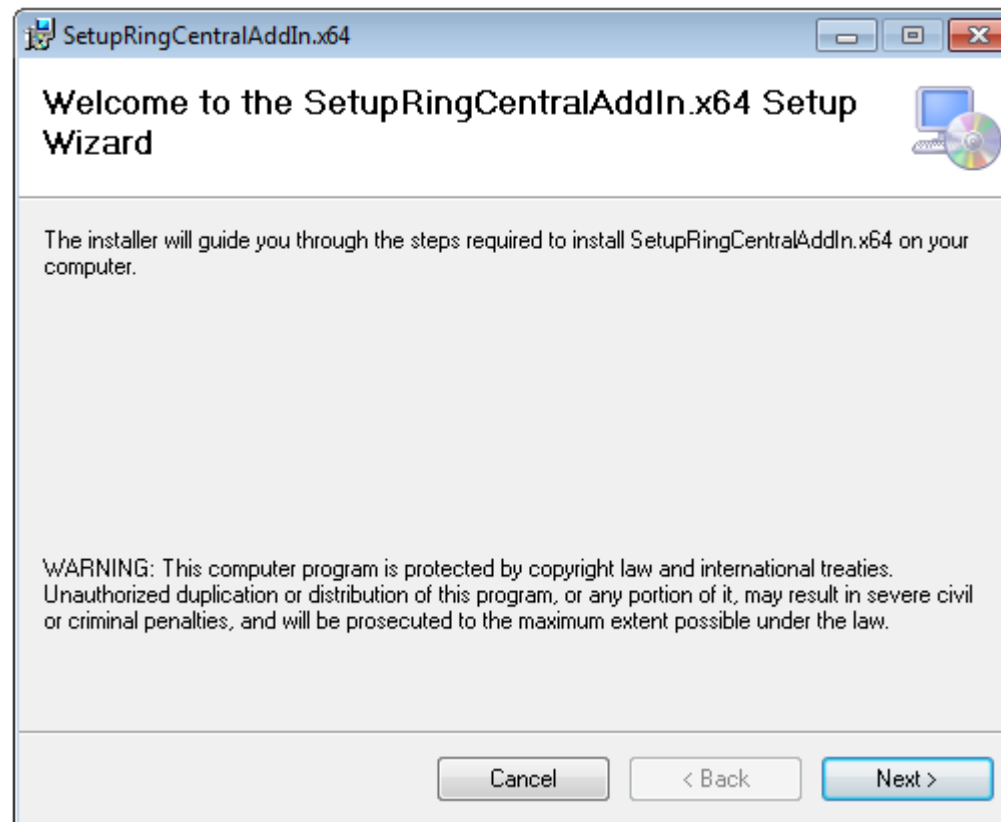 SetupRingCentralAddIn.x64
Welcome to the SetupRingCentralAddIn.x64 Setup
Wizard
The installer will guide you through the steps required to install SetupRingCentralAddIn.x64 on your
computer.
WARNING: This computer program is protected by copyright law and international treaties.
Unauthorized duplication or distribution of this program, or any portion of it, may result in severe civil
or criminal penalties, and will be prosecuted to the maximum extent possible under the law.
Cancel < Back Next >